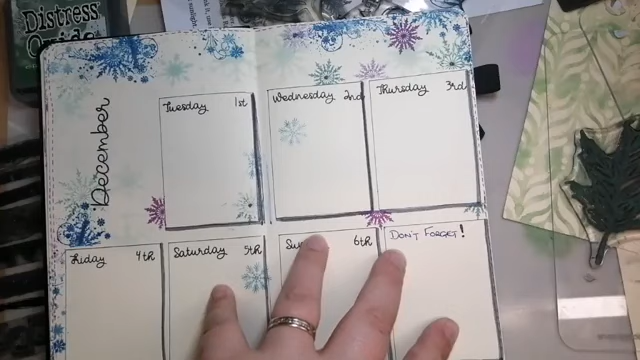 Distress
Oxide
December
Tuesday 1st
Wednesday 2nd
Thursday 3rd
Friday 4th
Saturday 5th
6th
DON'T FORGET!